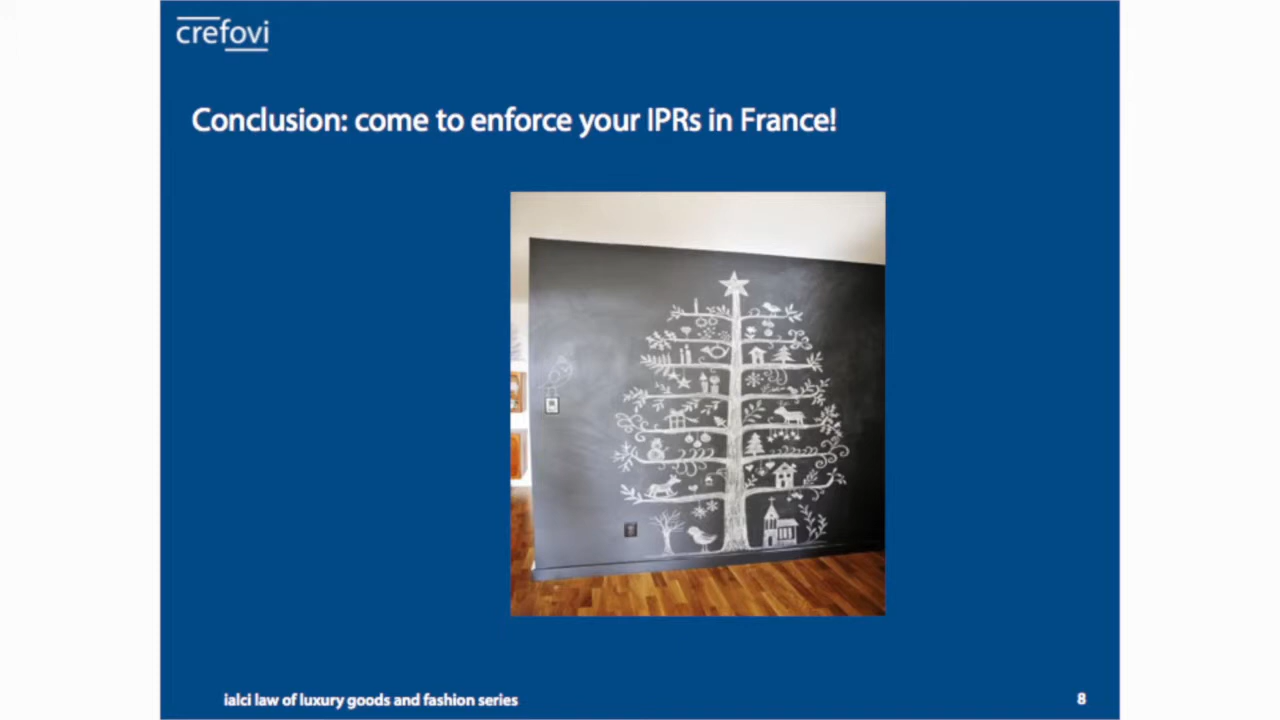 crefovi
Conclusion: come to enforce your IPRs in France!
ialci law of luxury goods and fashion series
8